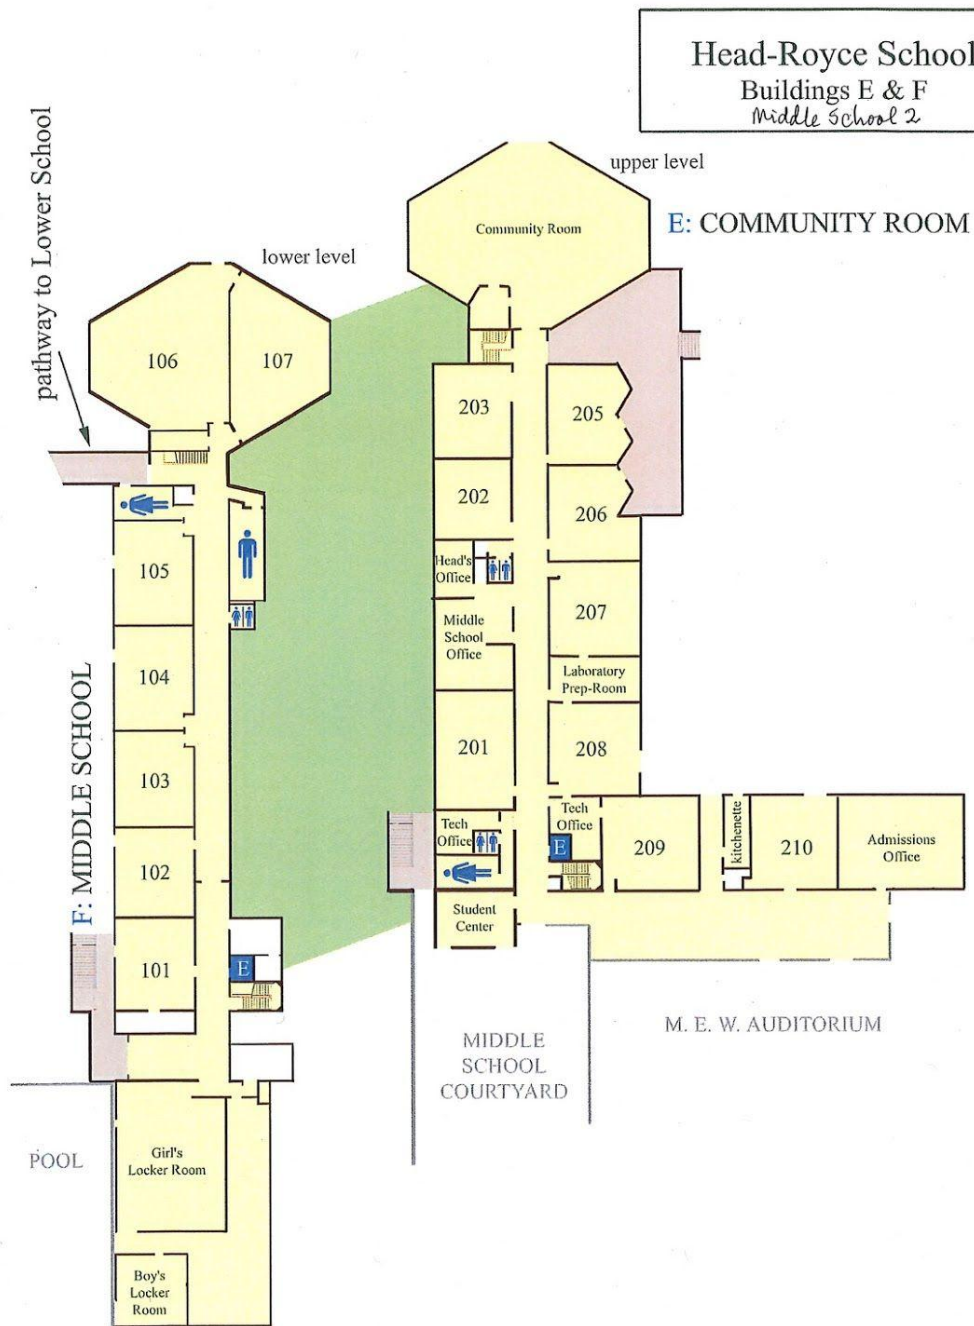 Head-Royce School
Buildings E & F
Middle School 2
upper level
E: COMMUNITY ROOM
Community Room
pathway to Lower School
lower level
106
107
203
205
202
206
105
Head's
Office
207
Middle
School
Office
104
Laboratory
Prep-Room
F: MIDDLE SCHOOL
201
208
103
Tech
Office
Tech
Office
E
209
kitchenette
210
Admissions
Office
102
Student
Center
101
E
MIDDLE
SCHOOL
COURTYARD
M. E. W. AUDITORIUM
POOL
Girl's
Locker Room
Boy's
Locker
Room